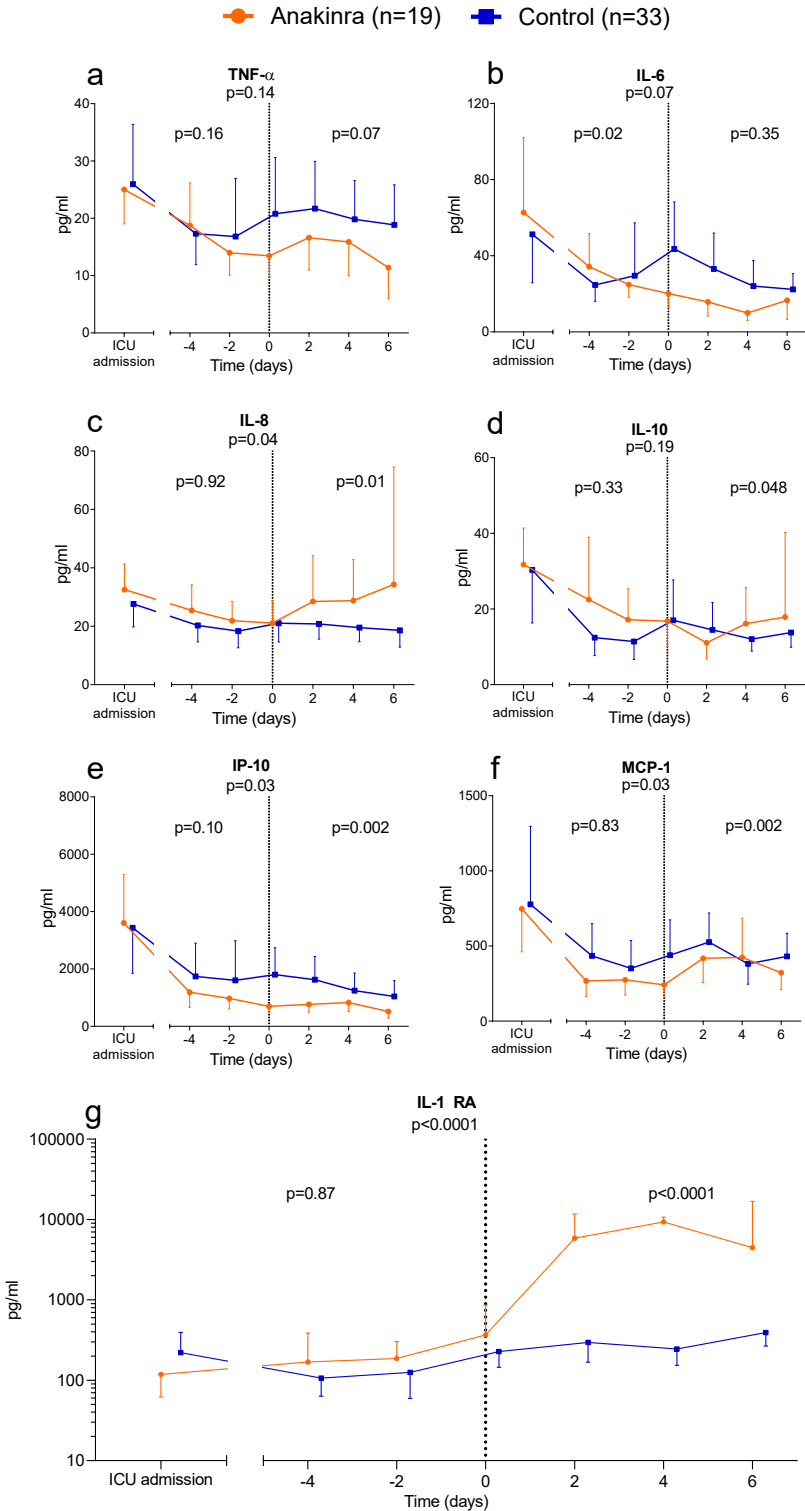 Anakinra (n=19) Control (n=33)
a
TNF-α
p=0.14
p=0.16 p=0.07
40
30
20
10
0
pg/ml
ICU
admission
-4 -2 0 2 4 6
Time (days)
b
IL-6
p=0.07
p=0.02 p=0.35
120
80
40
0
pg/ml
ICU
admission
-4 -2 0 2 4 6
Time (days)
c
IL-8
p=0.04
p=0.92 p=0.01
80
60
40
20
0
pg/ml
ICU
admission
-4 -2 0 2 4 6
Time (days)
d
IL-10
p=0.19
p=0.33 p=0.048
60
40
20
0
pg/ml
ICU
admission
-4 -2 0 2 4 6
Time (days)
e
IP-10
p=0.03
p=0.10 p=0.002
8000
6000
4000
2000
0
pg/ml
ICU
admission
-4 -2 0 2 4 6
Time (days)
f
MCP-1
p=0.03
p=0.83 p=0.002
1500
1000
500
0
pg/ml
ICU
admission
-4 -2 0 2 4 6
Time (days)
g
IL-1 RA
p<0.0001
p=0.87 p<0.0001
100000
10000
1000
100
10
pg/ml
ICU admission -4 -2 0 2 4 6
Time (days)